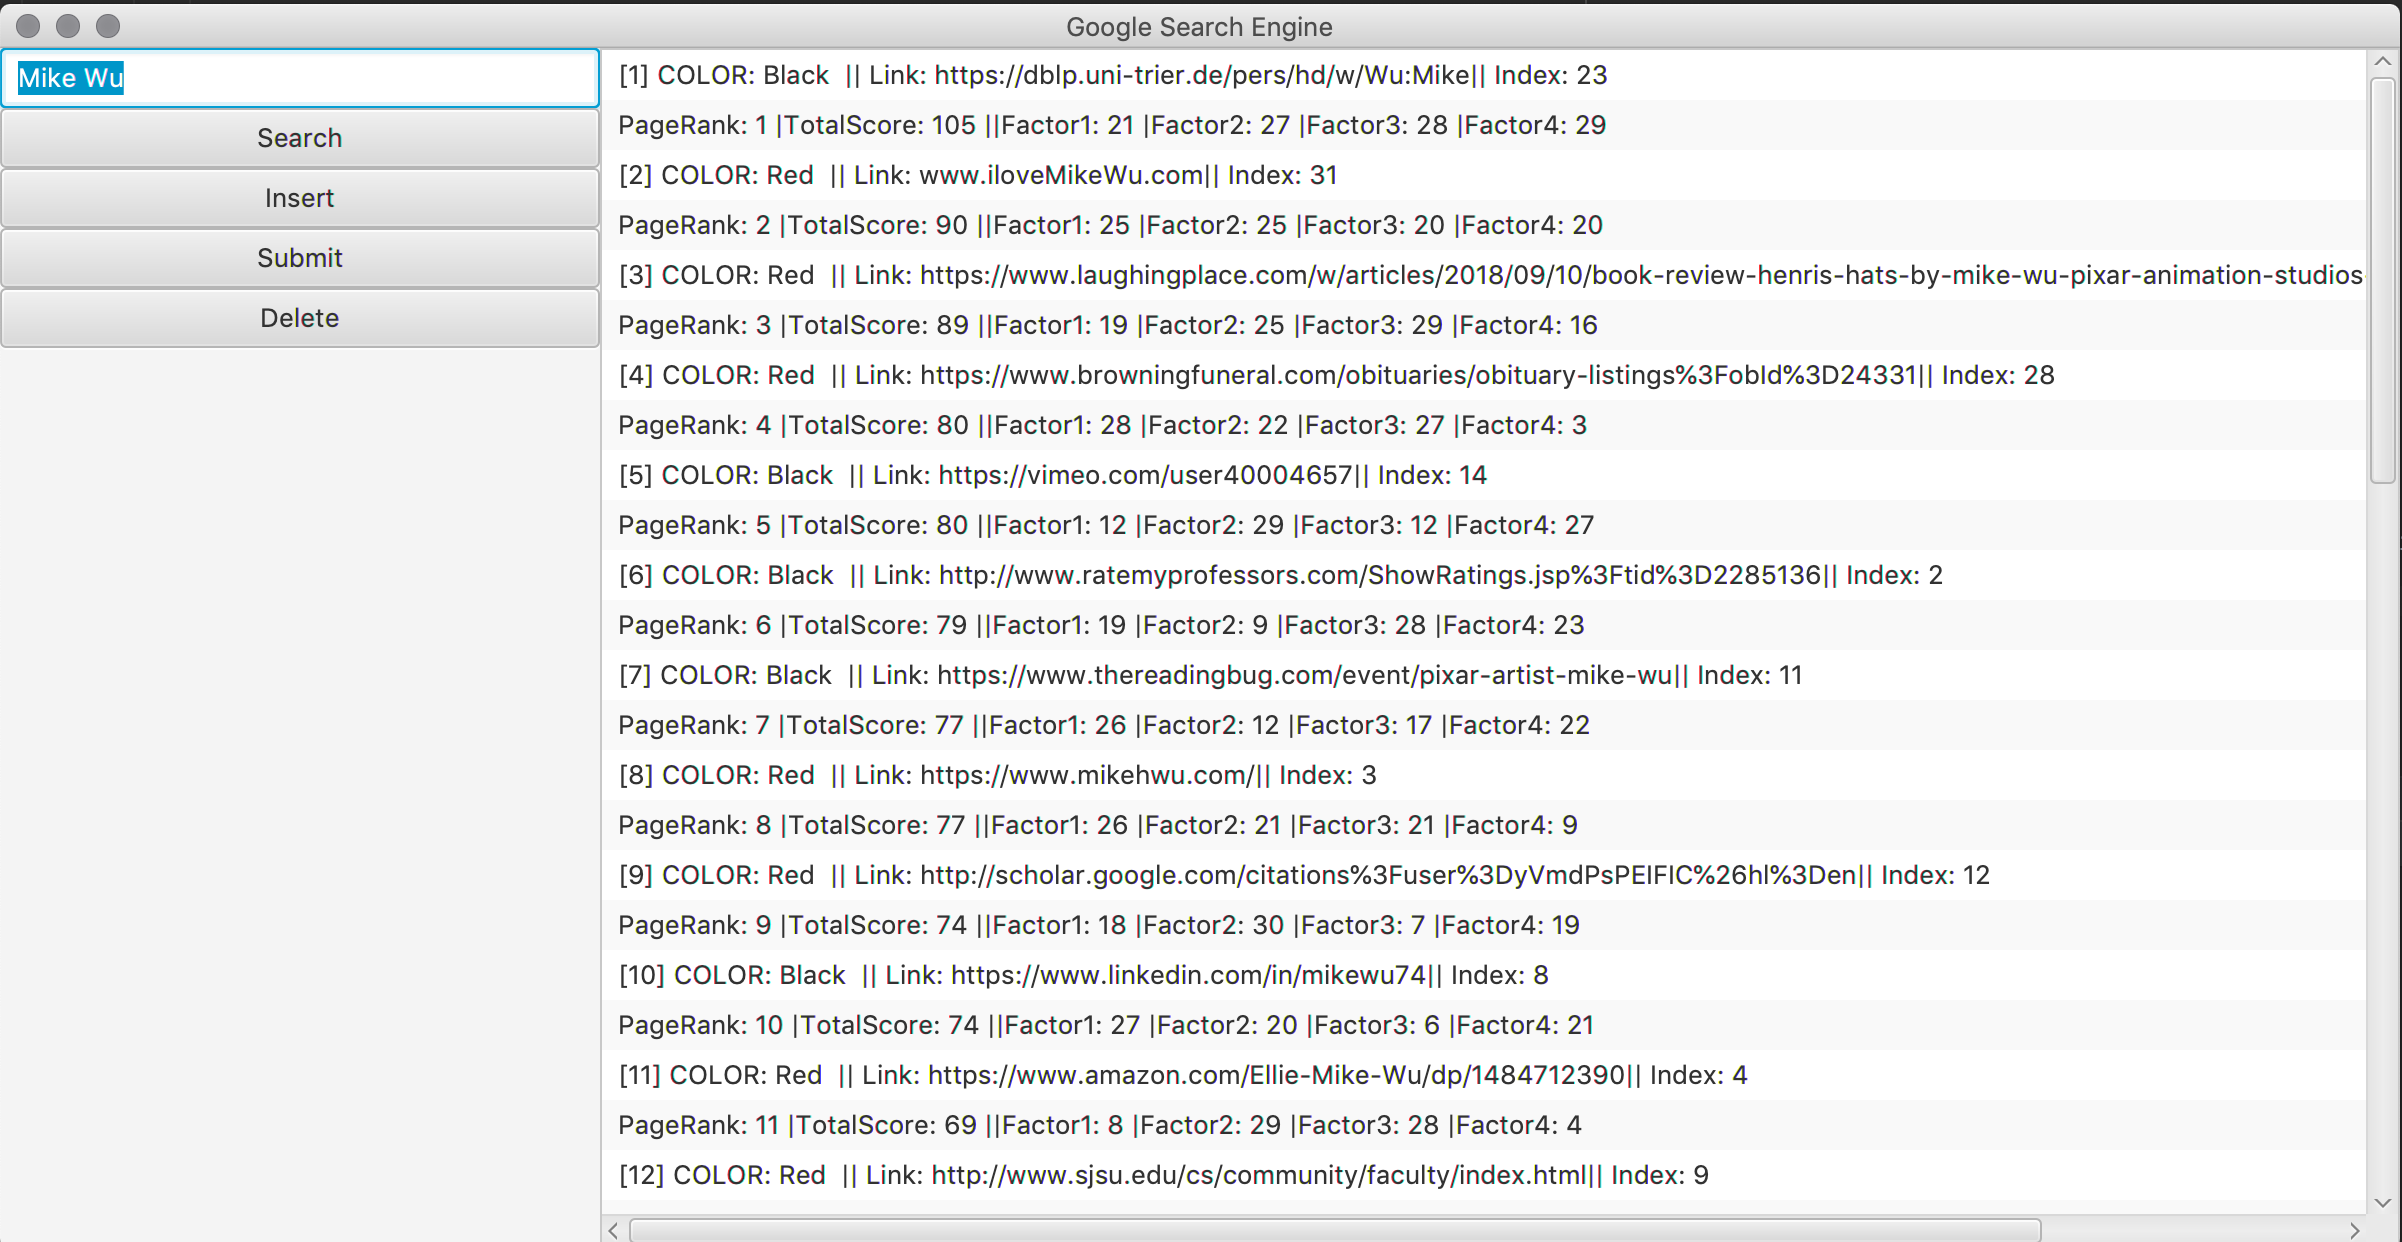 Google Search Engine
Mike Wu
Search
Insert
Submit
Delete
[1] COLOR: Black  || Link: https://dblp.uni-trier.de/pers/hd/w/Wu:Mike|| Index: 23
PageRank: 1 |TotalScore: 105 ||Factor1: 21 |Factor2: 27 |Factor3: 28 |Factor4: 29
[2] COLOR: Red  || Link: www.iloveMikeWu.com|| Index: 31
PageRank: 2 |TotalScore: 90 ||Factor1: 25 |Factor2: 25 |Factor3: 20 |Factor4: 20
[3] COLOR: Red  || Link: https://www.laughingplace.com/w/articles/2018/09/10/book-review-henris-hats-by-mike-wu-pixar-animation-studios
PageRank: 3 |TotalScore: 89 ||Factor1: 19 |Factor2: 25 |Factor3: 29 |Factor4: 16
[4] COLOR: Red  || Link: https://www.browningfuneral.com/obituaries/obituary-listings%3FobId%3D24331|| Index: 28
PageRank: 4 |TotalScore: 80 ||Factor1: 28 |Factor2: 22 |Factor3: 27 |Factor4: 3
[5] COLOR: Black  || Link: https://vimeo.com/user40004657|| Index: 14
PageRank: 5 |TotalScore: 80 ||Factor1: 12 |Factor2: 29 |Factor3: 12 |Factor4: 27
[6] COLOR: Black  || Link: http://www.ratemyprofessors.com/ShowRatings.jsp%3Ftid%3D2285136|| Index: 2
PageRank: 6 |TotalScore: 79 ||Factor1: 19 |Factor2: 9 |Factor3: 28 |Factor4: 23
[7] COLOR: Black  || Link: https://www.thereadingbug.com/event/pixar-artist-mike-wu|| Index: 11
PageRank: 7 |TotalScore: 77 ||Factor1: 26 |Factor2: 12 |Factor3: 17 |Factor4: 22
[8] COLOR: Red  || Link: https://www.mikehwu.com/|| Index: 3
PageRank: 8 |TotalScore: 77 ||Factor1: 26 |Factor2: 21 |Factor3: 21 |Factor4: 9
[9] COLOR: Red  || Link: http://scholar.google.com/citations%3Fuser%3DyVmdPsPEIFIC%26hl%3Den|| Index: 12
PageRank: 9 |TotalScore: 74 ||Factor1: 18 |Factor2: 30 |Factor3: 7 |Factor4: 19
[10] COLOR: Black  || Link: https://www.linkedin.com/in/mikewu74|| Index: 8
PageRank: 10 |TotalScore: 74 ||Factor1: 27 |Factor2: 20 |Factor3: 6 |Factor4: 21
[11] COLOR: Red  || Link: https://www.amazon.com/Ellie-Mike-Wu/dp/1484712390|| Index: 4
PageRank: 11 |TotalScore: 69 ||Factor1: 8 |Factor2: 29 |Factor3: 28 |Factor4: 4
[12] COLOR: Red  || Link: http://www.sjsu.edu/cs/community/faculty/index.html|| Index: 9